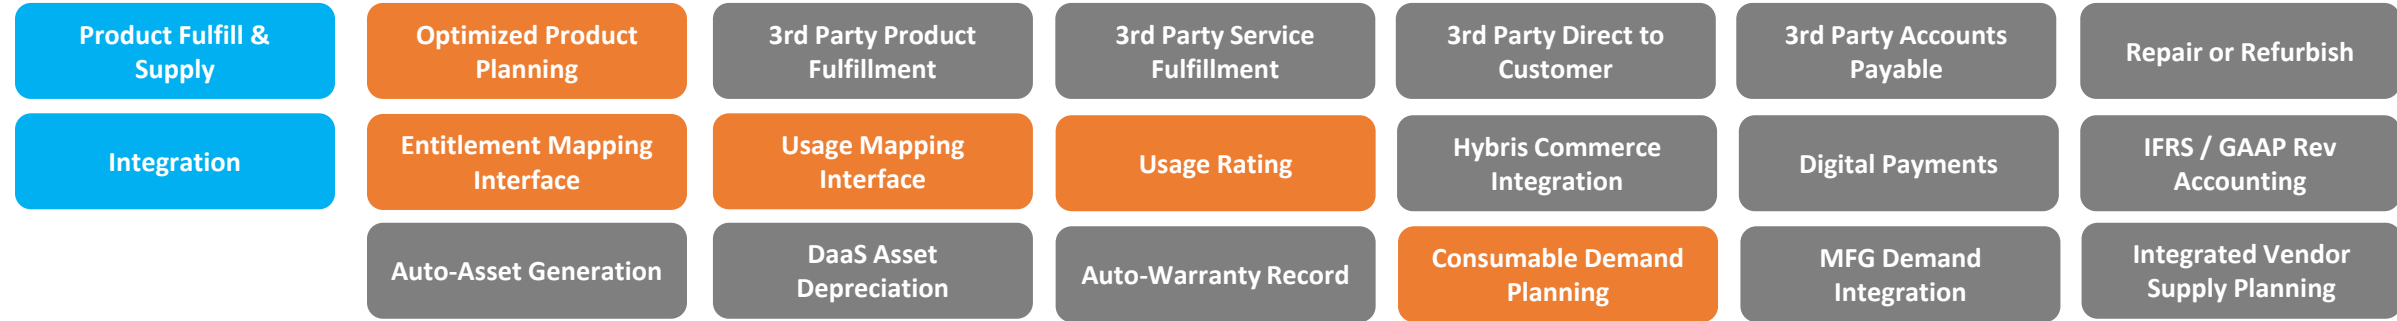 Product Fulfill &
Supply
Optimized Product
Planning
3rd Party Product
Fulfillment
3rd Party Service
Fulfillment
3rd Party Direct to
Customer
3rd Party Accounts
Payable
Repair or Refurbish
Integration
Entitlement Mapping
Interface
Usage Mapping
Interface
Usage Rating
Hybris Commerce
Integration
Digital Payments
IFRS / GAAP Rev
Accounting
Auto-Asset Generation
DaaS Asset
Depreciation
Auto-Warranty Record
Consumable Demand
Planning
MFG Demand
Integration
Integrated Vendor
Supply Planning